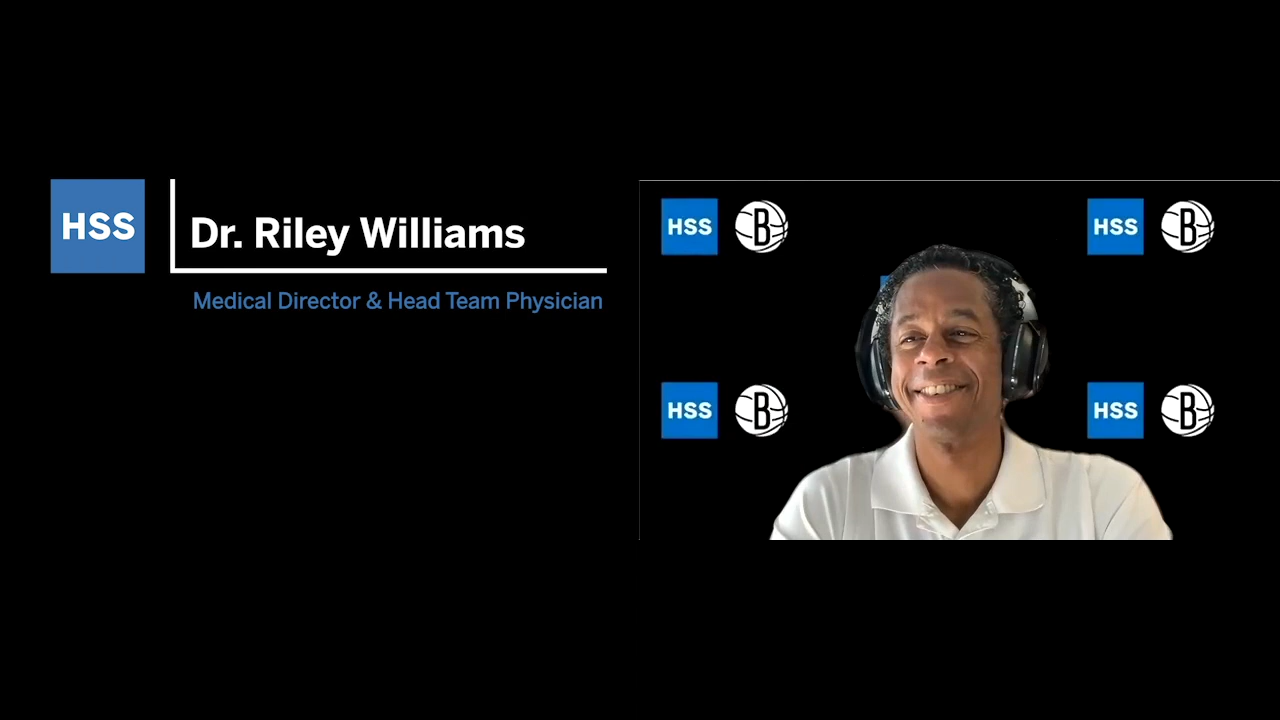 HSS
Dr. Riley Williams
Medical Director & Head Team Physician
HSS B HSS B
HSS B HSS B